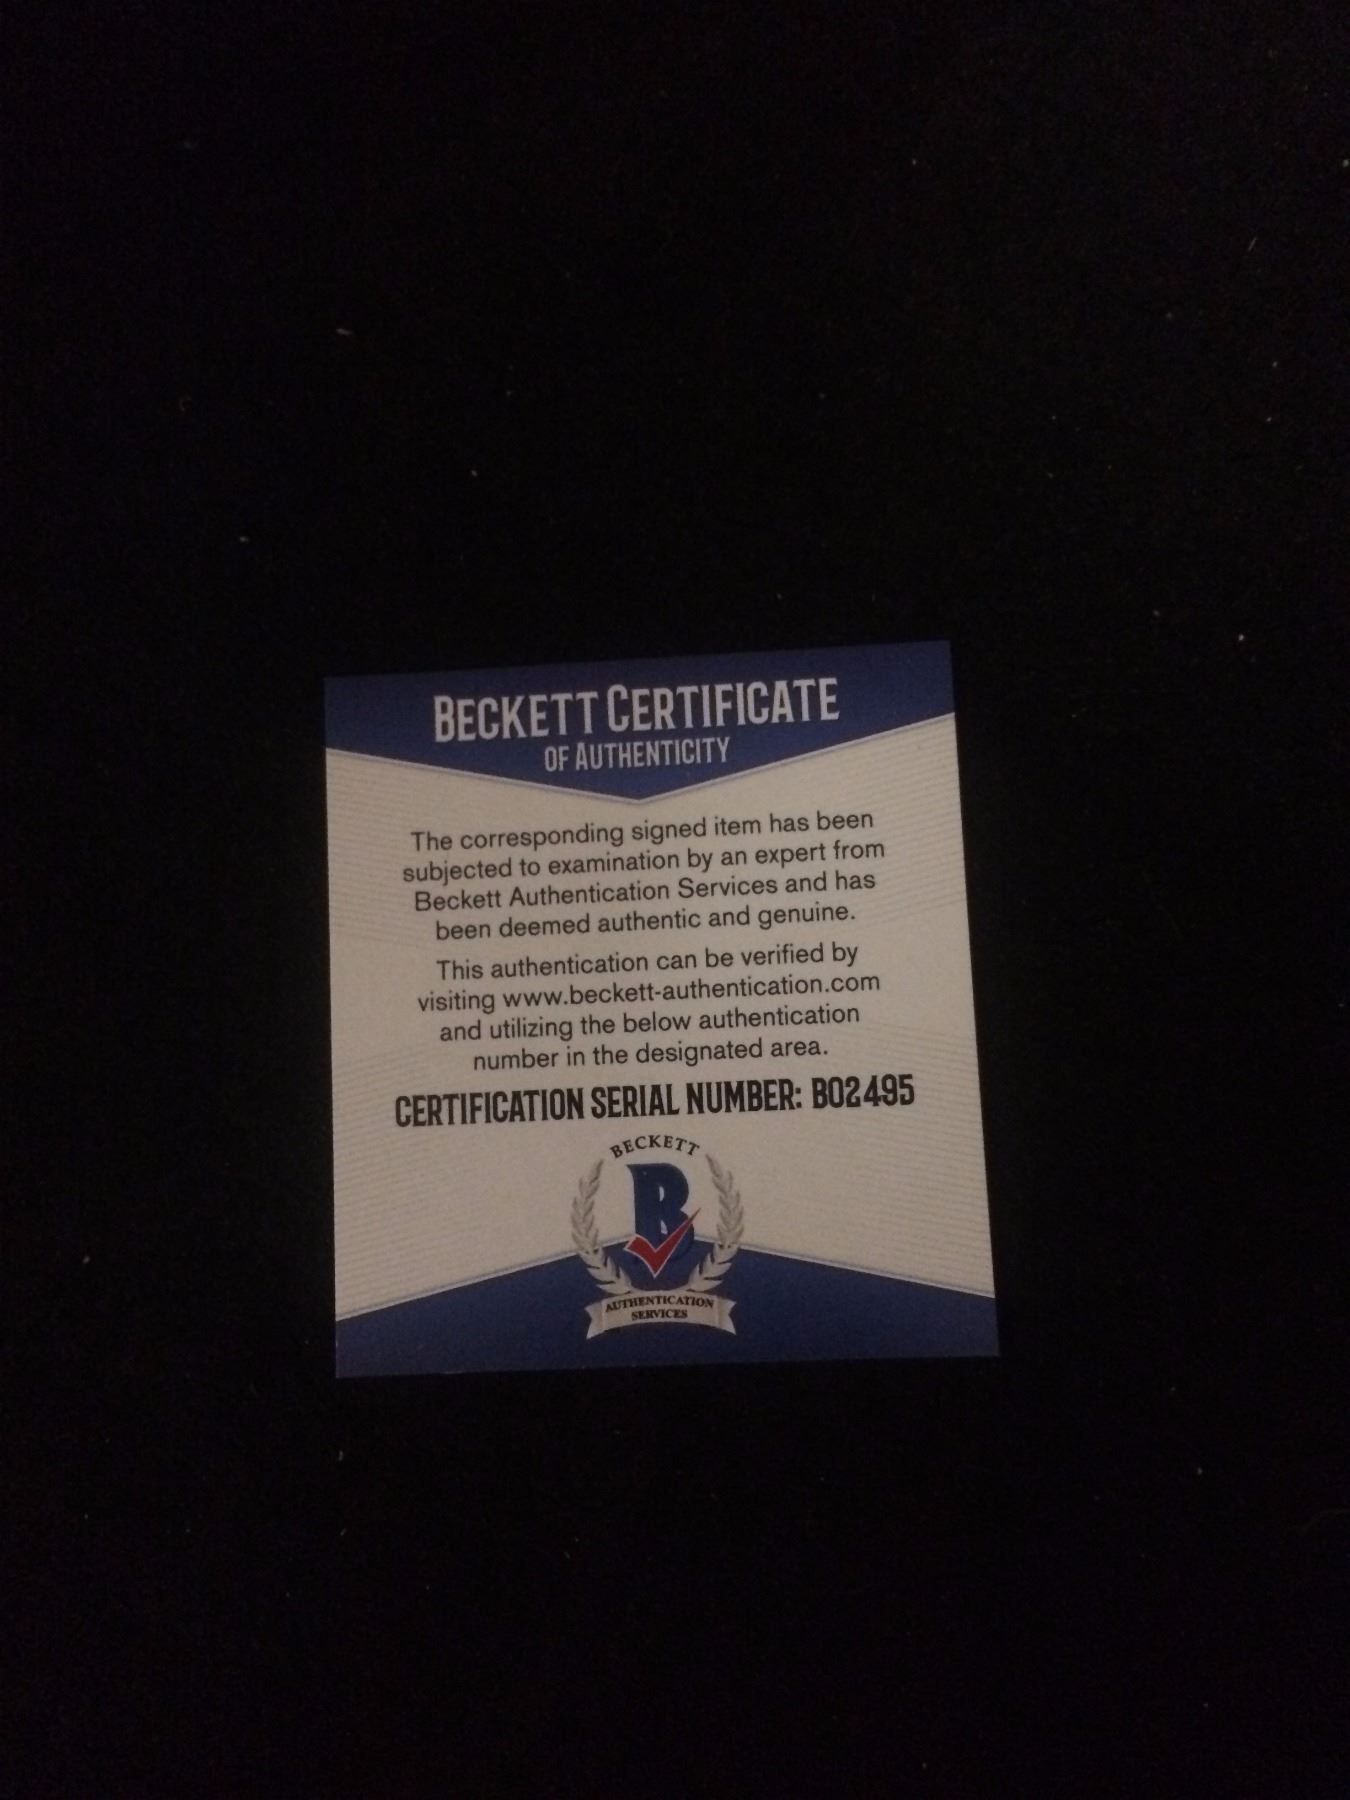 BECKETT CERTIFICATE
OF AUTHENTICITY
The corresponding signed item has been
subjected to examination by an expert from
Beckett Authentication Services and has
been deemed authentic and genuine.
This authentication can be verified by
visiting www.beckett-authentication.com
and utilizing the below authentication
number in the designated area.
CERTIFICATION SERIAL NUMBER: B02495
BECKETT
B
AUTHENTICATION
SERVICES